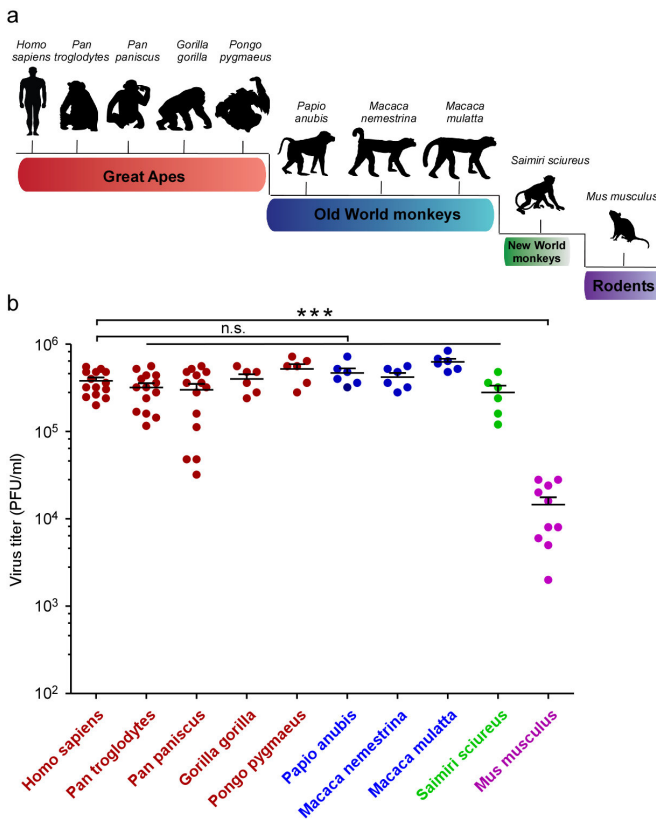 a
Homo sapiens
Pan troglodytes
Pan paniscus
Gorilla gorilla
Pongo pygmaeus
Papio anubis
Macaca nemestrina
Macaca mulatta
Saimiri sciureus
Mus musculus
Great Apes
Old World monkeys
New World monkeys
Rodents
b
***
n.s.
Virus titer (PFU/ml)
10⁶
10⁵
10⁴
10³
10²
Homo sapiens
Pan troglodytes
Pan paniscus
Gorilla gorilla
Pongo pygmaeus
Papio anubis
Macaca nemestrina
Macaca mulatta
Saimiri sciureus
Mus musculus